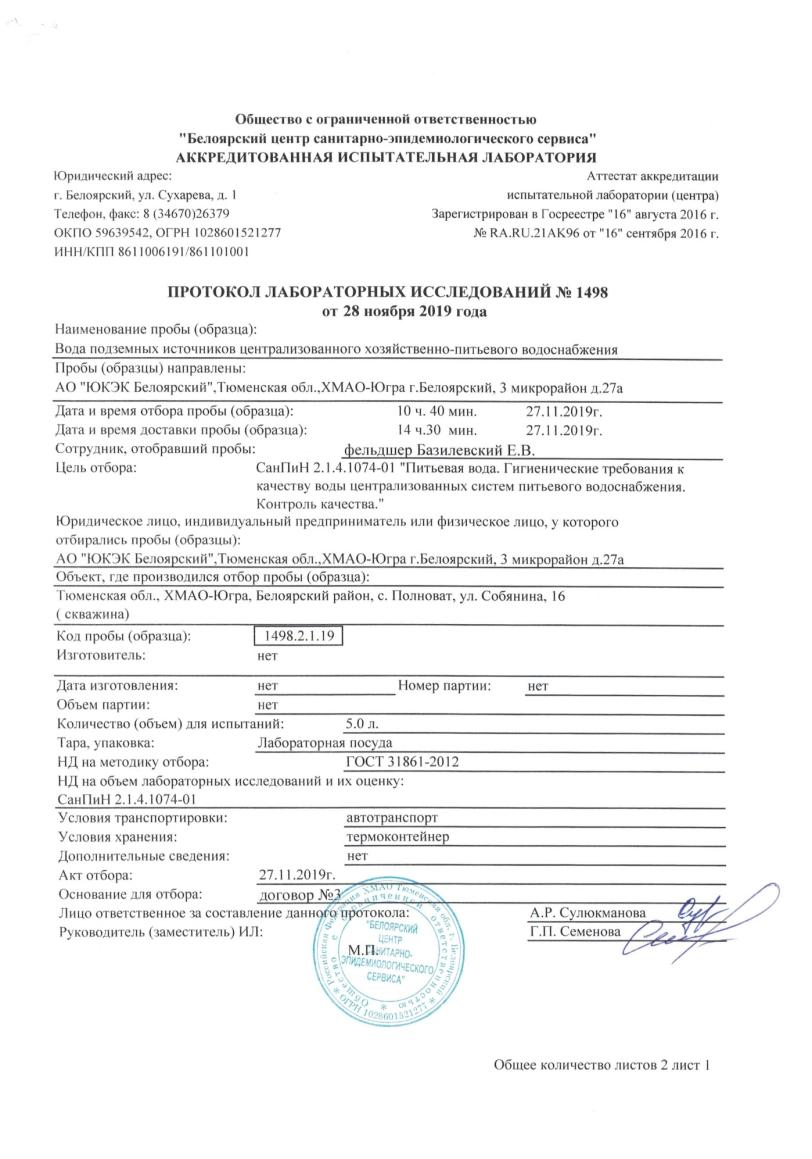 Общество с ограниченной ответственностью
"Белоярский центр санитарно-эпидемиологического сервиса"
АККРЕДИТОВАННАЯ ИСПЫТАТЕЛЬНАЯ ЛАБОРАТОРИЯ
Юридический адрес: Аттестат аккредитации
г. Белоярский, ул. Сухарева, д. 1 испытательной лаборатории (центра)
Телефон, факс: 8 (34670)26379 Зарегистрирован в Госреестре "16" августа 2016 г.
ОКПО 59639542, ОГРН 1028601521277 № RA.RU.21АК96 от "16" сентября 2016 г.
ИНН/КПП 8611006191/861101001
ПРОТОКОЛ ЛАБОРАТОРНЫХ ИССЛЕДОВАНИЙ № 1498
от 28 ноября 2019 года
Наименование пробы (образца):
Вода подземных источников централизованного хозяйственно-питьевого водоснабжения
Пробы (образцы) направлены:
АО "ЮКЭК Белоярский",Тюменская обл.,ХМАО-Югра г.Белоярский, 3 микрорайон д.27а
Дата и время отбора пробы (образца): 10 ч. 40 мин. 27.11.2019г.
Дата и время доставки пробы (образца): 14 ч.30 мин. 27.11.2019г.
Сотрудник, отобравший пробы: фельдшер Базилевский Е.В.
Цель отбора: СанПиН 2.1.4.1074-01 "Питьевая вода. Гигиенические требования к
качеству воды централизованных систем питьевого водоснабжения.
Контроль качества."
Юридическое лицо, индивидуальный предприниматель или физическое лицо, у которого
отбирались пробы (образцы):
АО "ЮКЭК Белоярский",Тюменская обл.,ХМАО-Югра г.Белоярский, 3 микрорайон д.27а
Объект, где производился отбор пробы (образца):
Тюменская обл., ХМАО-Югра, Белоярский район, с. Полноват, ул. Собянина, 16
( скважина)
Код пробы (образца): 1498.2.1.19
Изготовитель: нет
Дата изготовления: нет Номер партии: нет
Объем партии: нет
Количество (объем) для испытаний: 5.0 л.
Тара, упаковка: Лабораторная посуда
НД на методику отбора: ГОСТ 31861-2012
НД на объем лабораторных исследований и их оценку:
СанПиН 2.1.4.1074-01
Условия транспортировки: автотранспорт
Условия хранения: термоконтейнер
Дополнительные сведения: нет
Акт отбора: 27.11.2019г.
Основание для отбора: договор №3
Лицо ответственное за составление данного протокола: А.Р. Сулюкманова
Руководитель (заместитель) ИЛ: Г.П. Семенова
М.П.
"БЕЛОЯРСКИЙ
ЦЕНТР
САНИТАРНО-
ЭПИДЕМИОЛОГИЧЕСКОГО
СЕРВИСА"
Общество с ограниченной ответственностью
ОГРН 1028601521277
Общее количество листов 2 лист 1